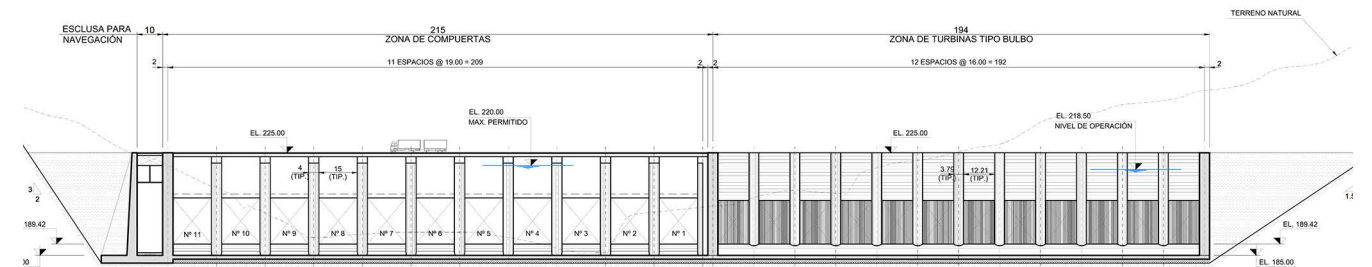 TERRENO NATURAL
ESCLUSA PARA
NAVEGACIÓN
10
215
ZONA DE COMPUERTAS
194
ZONA DE TURBINAS TIPO BULBO
2
11 ESPACIOS @ 19.00 = 209
2
2
12 ESPACIOS @ 16.00 = 192
2
EL. 220.00
MAX. PERMITIDO
EL. 218.50
NIVEL DE OPERACIÓN
EL. 225.00
EL. 225.00
4
(TIP.)
15
(TIP.)
3.79
(TIP.)
12.21
(TIP.)
3
2
1.5
189.42
EL. 189.42
Nº 11
Nº 10
Nº 9
Nº 8
Nº 7
Nº 6
Nº 5
Nº 4
Nº 3
Nº 2
Nº 1
00
EL. 185.00